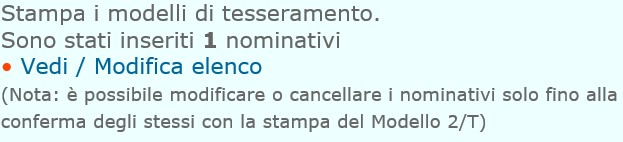 Stampa i modelli di tesseramento.
Sono stati inseriti 1 nominativi
• Vedi / Modifica elenco
(Nota: è possibile modificare o cancellare i nominativi solo fino alla
conferma degli stessi con la stampa del Modello 2/T)